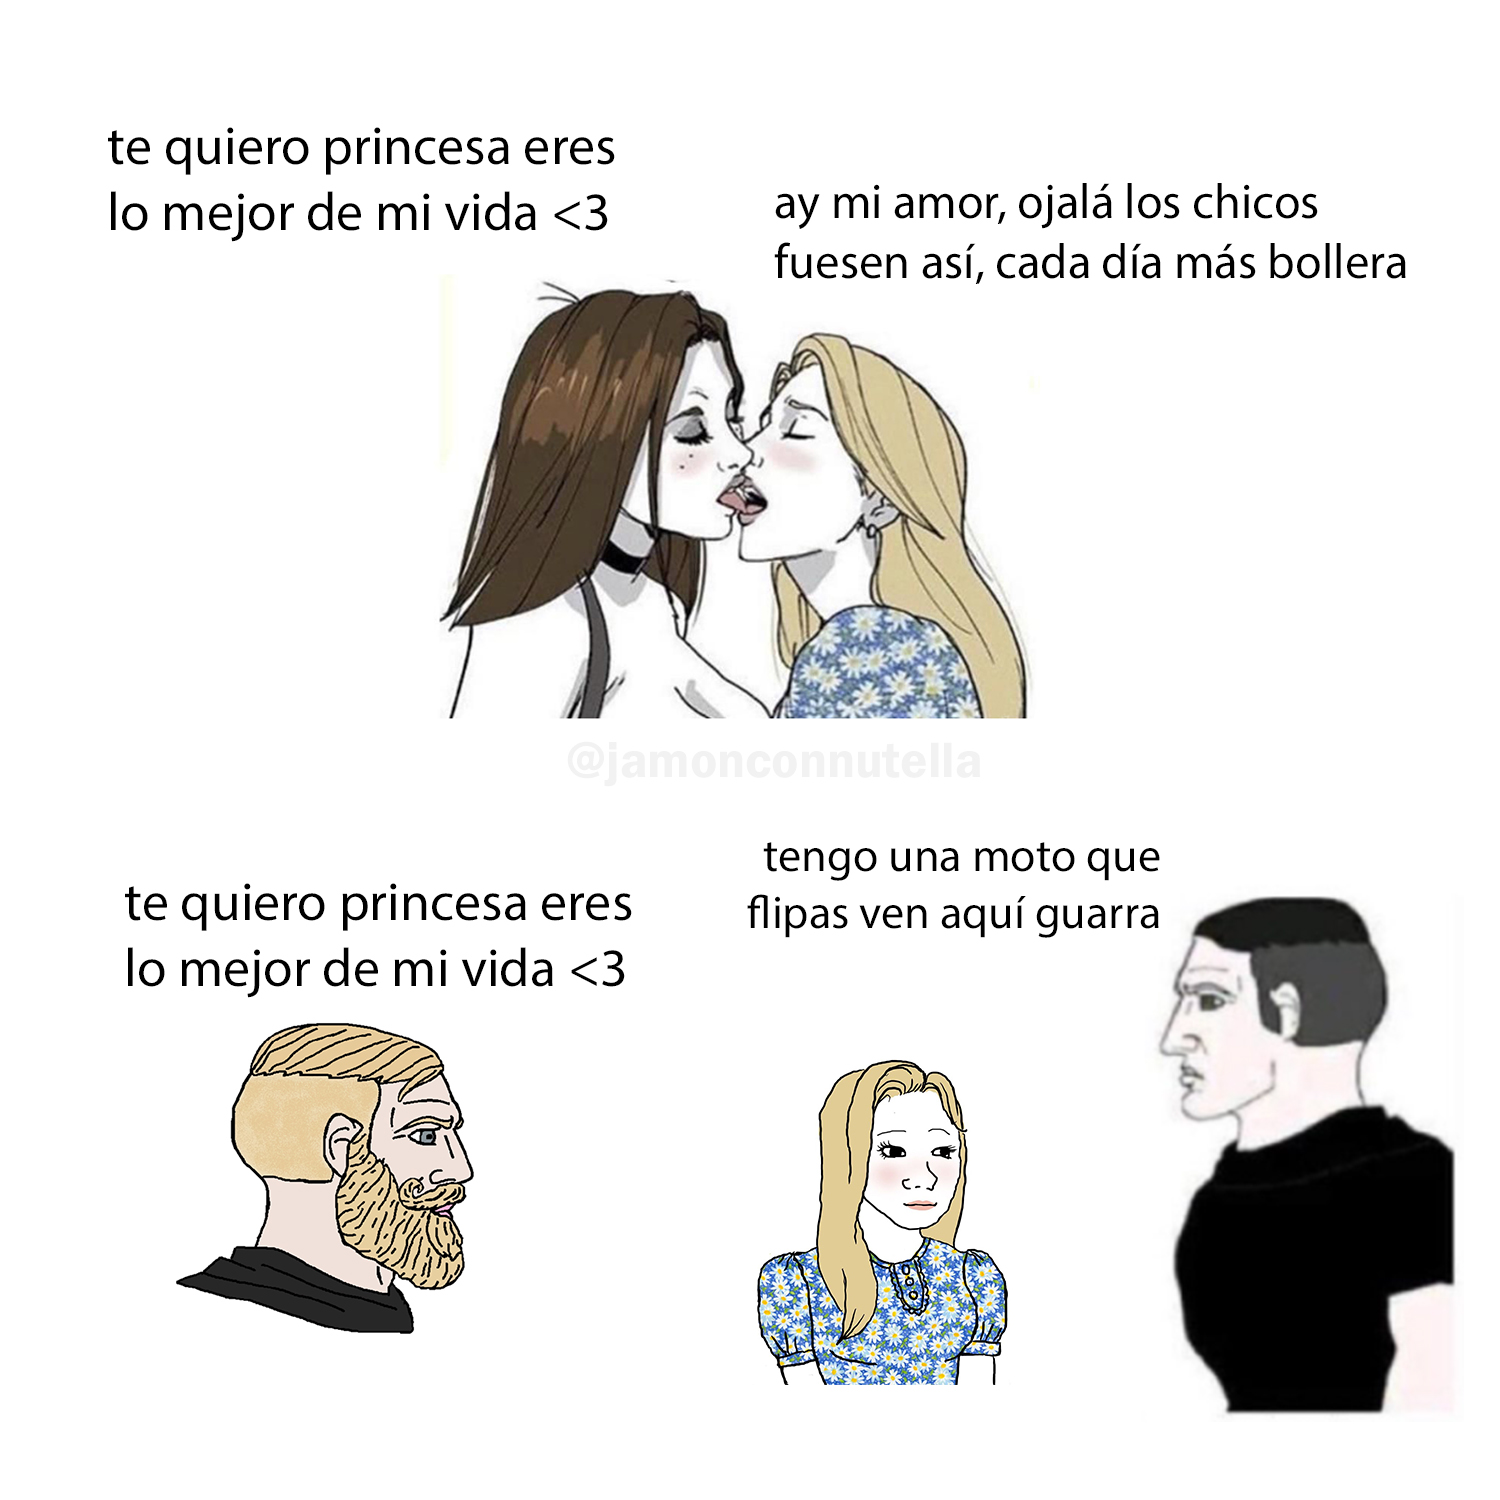 te quiero princesa eres
lo mejor de mi vida <3
ay mi amor, ojalá los chicos
fuesen así, cada día más bollera
@jamonconnutella
te quiero princesa eres
lo mejor de mi vida <3
tengo una moto que
flipas ven aquí guarra